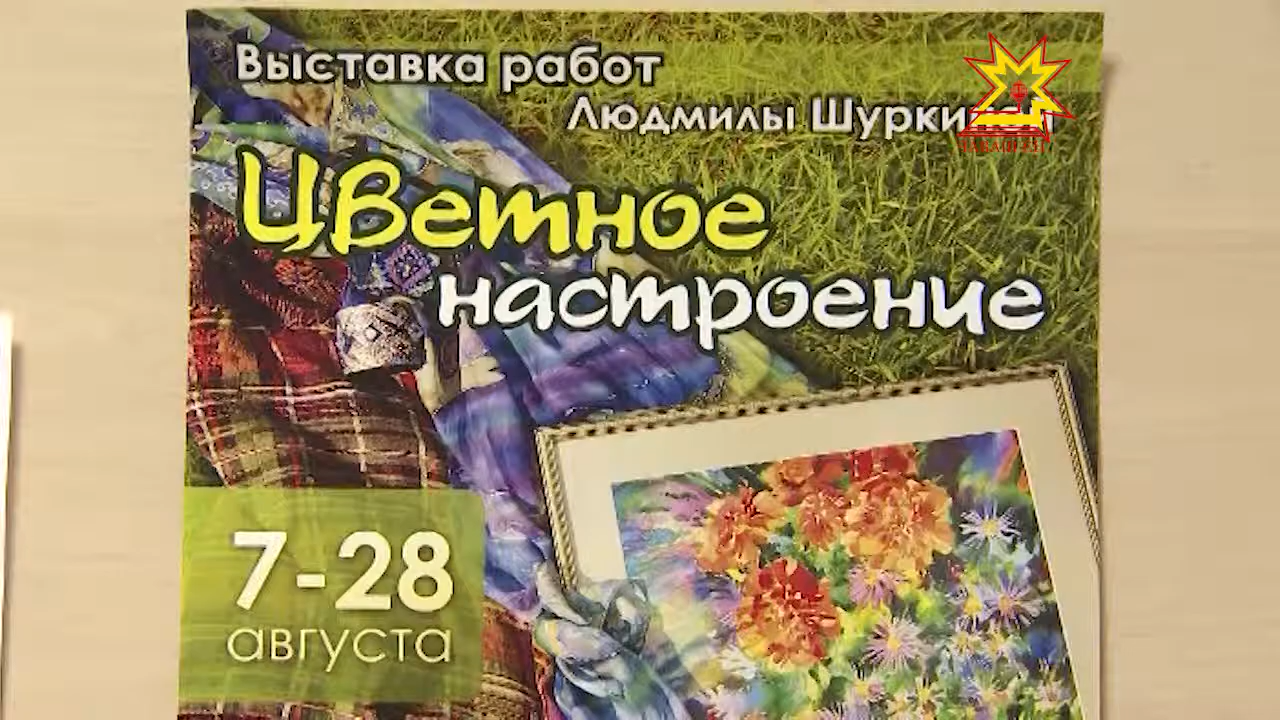 Выставка работ
Людмилы
Цветное
настроение
7-28
августа